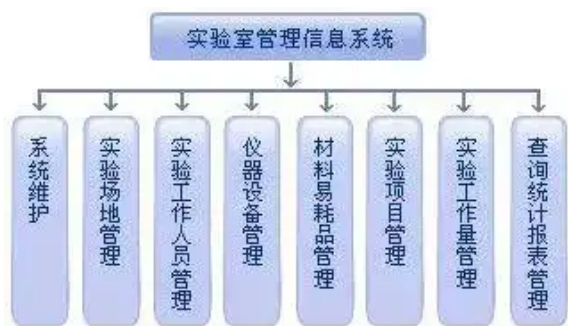 实验室管理信息系统
系统维护
实验场地管理
实验工作人员管理
仪器设备管理
材料易耗品管理
实验项目管理
实验工作量管理
查询统计报表管理